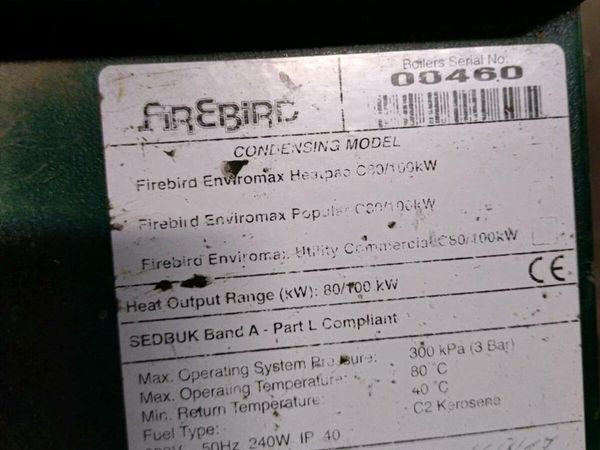 Boilers Serial No:
00460
FIREBIRD
CONDENSING MODEL
Firebird Enviromax Heatpac C80/100kW
Firebird Enviromax Popular C80/100kW
Firebird Enviromax Utility Commercial C80/100kW
CE
Heat Output Range (kW): 80/100 kW
SEDBUK Band A - Part L Compliant
Max. Operating System Pressure: 300 kPa (3 Bar)
Max. Operating Temperature: 80°C
Min. Return Temperature: 40°C
Fuel Type: C2 Kerosene
50Hz 240W IP 40